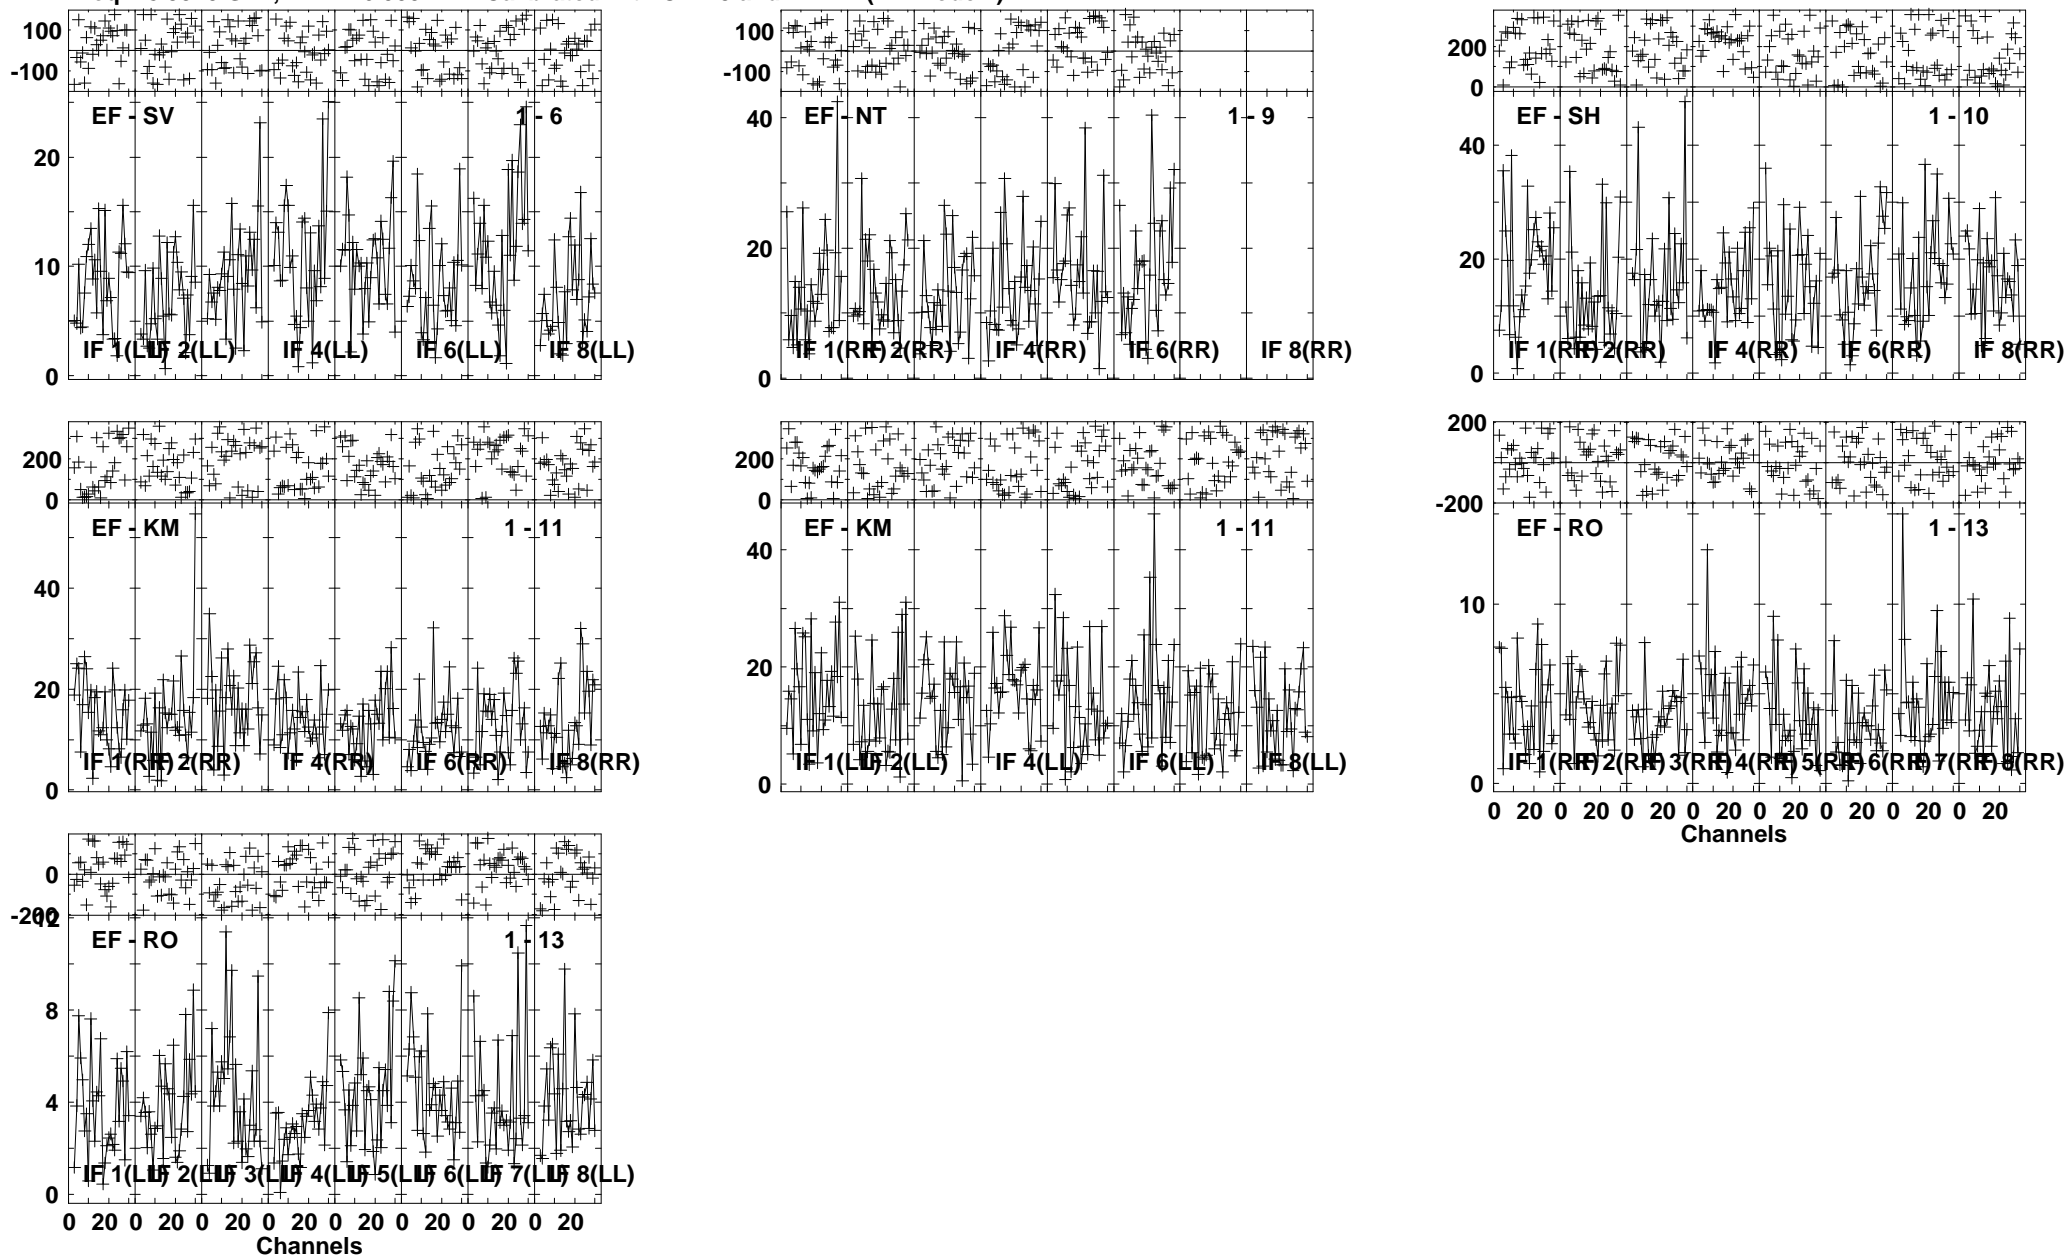 100
-100
EF - SV 1 - 6
20
10
0
IF 1(LL) IF 2(LL) IF 4(LL) IF 6(LL) IF 8(LL)
100
-100
EF - NT 1 - 9
40
20
0
IF 1(RR) IF 2(RR) IF 4(RR) IF 6(RR) IF 8(RR)
200
0
EF - SH 1 - 10
40
20
0
IF 1(RR) IF 2(RR) IF 4(RR) IF 6(RR) IF 8(RR)
200
0
EF - KM 1 - 11
40
20
0
IF 1(RR) IF 2(RR) IF 4(RR) IF 6(RR) IF 8(RR)
200
0
EF - KM 1 - 11
40
20
0
IF 1(LL) IF 2(LL) IF 4(LL) IF 6(LL) IF 8(LL)
200
-200
EF - RO 1 - 13
10
0
IF 1(RR) IF 2(RR) IF 3(RR) IF 4(RR) IF 5(RR) IF 6(RR) IF 7(RR) IF 8(RR)
0 20 0 20 0 20 0 20 0 20 0 20 0 20 0 20
Channels
0
-200
12
EF - RO 1 - 13
8
4
0
IF 1(LL) IF 2(LL) IF 3(LL) IF 4(LL) IF 5(LL) IF 6(LL) IF 7(LL) IF 8(LL)
0 20 0 20 0 20 0 20 0 20 0 20 0 20 0 20
Channels